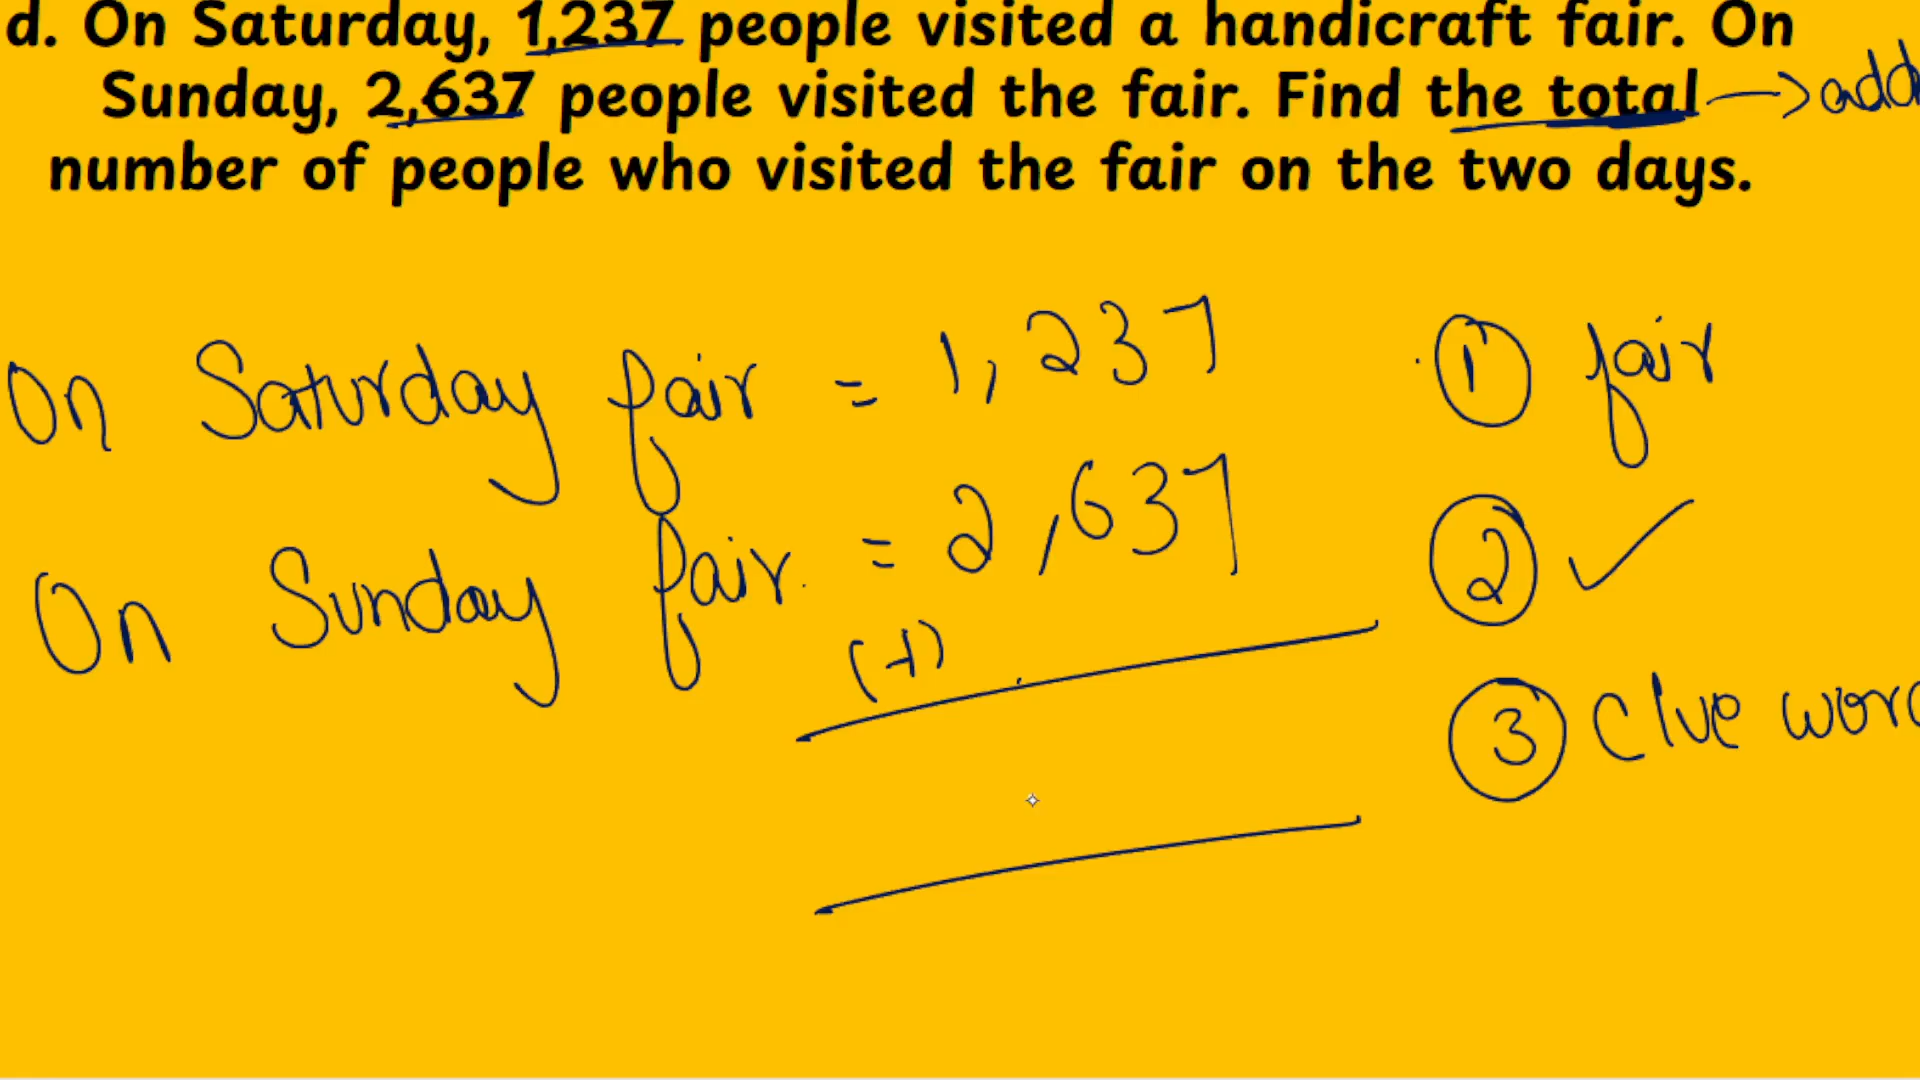 d. On Saturday, 1,237 people visited a handicraft fair. On
Sunday, 2,637 people visited the fair. Find the total → add
number of people who visited the fair on the two days.
On Saturday fair = 1,237
On Sunday fair = 2,637
(+)
1 fair
2 ✓
3 Clue